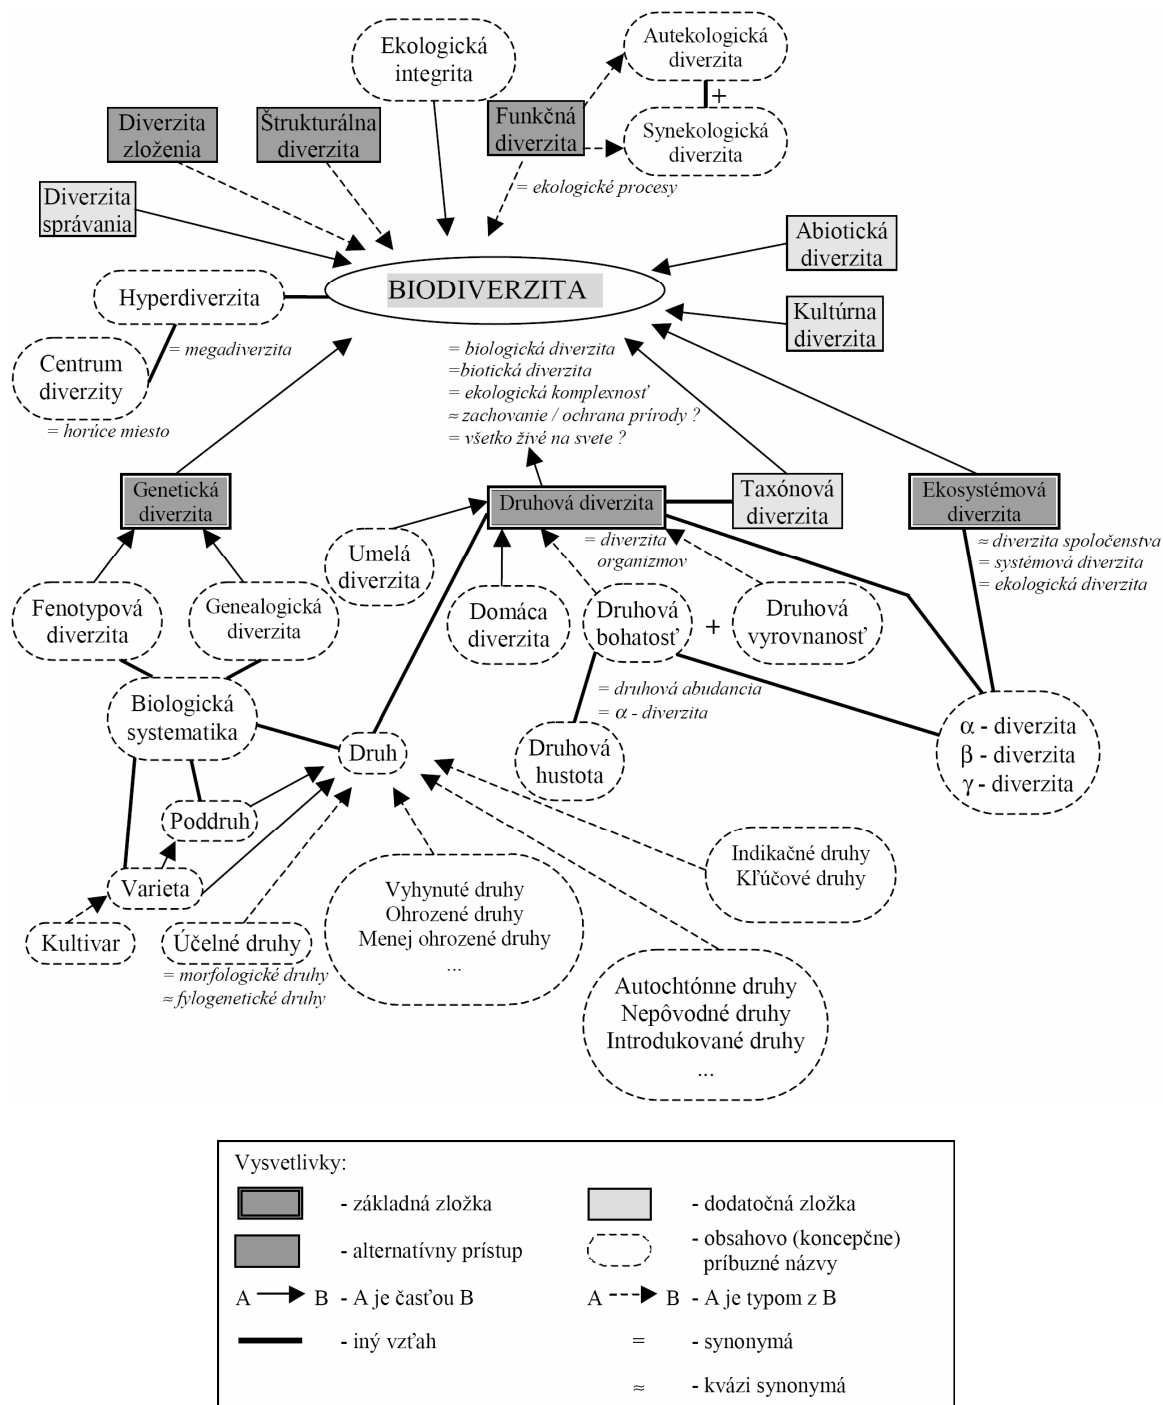 Ekologická
integrita
Autekologická
diverzita
+
Synekologická
diverzita
Diverzita
zloženia
Štrukturálna
diverzita
Funkčná
diverzita
= ekologické procesy
Diverzita
správania
Abiotická
diverzita
BIODIVERZITA
Hyperdiverzita
Kultúrna
diverzita
= megadiverzita
Centrum
diverzity
= horúce miesto
= biologická diverzita
=biotická diverzita
= ekologická komplexnosť
≈ zachovanie / ochrana prírody ?
= všetko živé na svete ?
Genetická
diverzita
Druhová diverzita
Taxónová
diverzita
Ekosystémová
diverzita
= diverzita
organizmov
≈ diverzita spoločenstva
= systémová diverzita
= ekologická diverzita
Umelá
diverzita
Fenotypová
diverzita
Genealogická
diverzita
Domáca
diverzita
Druhová
bohatosť
+
Druhová
vyrovnanosť
= druhová abudancia
= α - diverzita
Biologická
systematika
Druh
Druhová
hustota
α - diverzita
β - diverzita
γ - diverzita
Poddruh
Varieta
Kultivar
Účelné druhy
= morfologické druhy
≈ fylogenetické druhy
Vyhynuté druhy
Ohrozené druhy
Menej ohrozené druhy
...
Indikačné druhy
Kľúčové druhy
Autochtónne druhy
Nepôvodné druhy
Introdukované druhy
...
Vysvetlivky:
- základná zložka
- dodatočná zložka
- alternatívny prístup
- obsahovo (koncepčne)
príbuzné názvy
A B - A je časťou B
A B - A je typom z B
- iný vzťah
= - synonymá
≈ - kvázi synonymá